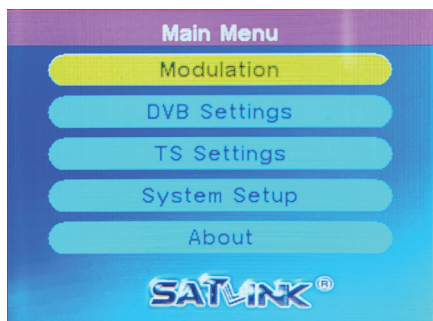 Main Menu
Modulation
DVB Settings
TS Settings
System Setup
About
SATLINK®